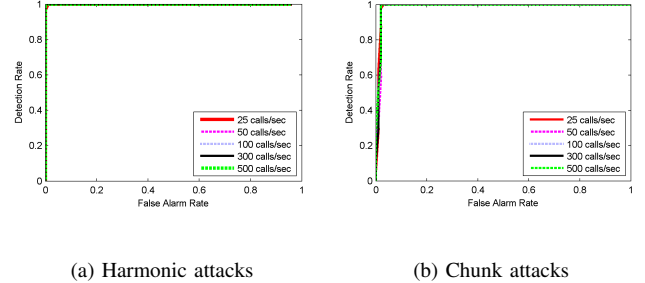 1
0.8
0.6
0.4
0.2
0
Detection Rate
25 calls/sec
50 calls/sec
100 calls/sec
300 calls/sec
500 calls/sec
0 0.2 0.4 0.6 0.8 1
False Alarm Rate
(a) Harmonic attacks
1
0.8
0.6
0.4
0.2
0
Detection Rate
25 calls/sec
50 calls/sec
100 calls/sec
300 calls/sec
500 calls/sec
0 0.2 0.4 0.6 0.8 1
False Alarm Rate
(b) Chunk attacks